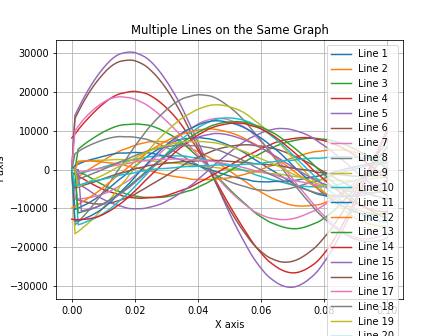 Multiple Lines on the Same Graph
30000
20000
10000
0
−10000
−20000
−30000
0.00
0.02
0.04
0.06
X axis
Line 1
Line 2
Line 3
Line 4
Line 5
Line 6
Line 7
Line 8
Line 9
Line 10
Line 11
Line 12
Line 13
Line 14
Line 15
Line 16
Line 17
Line 18
Line 19